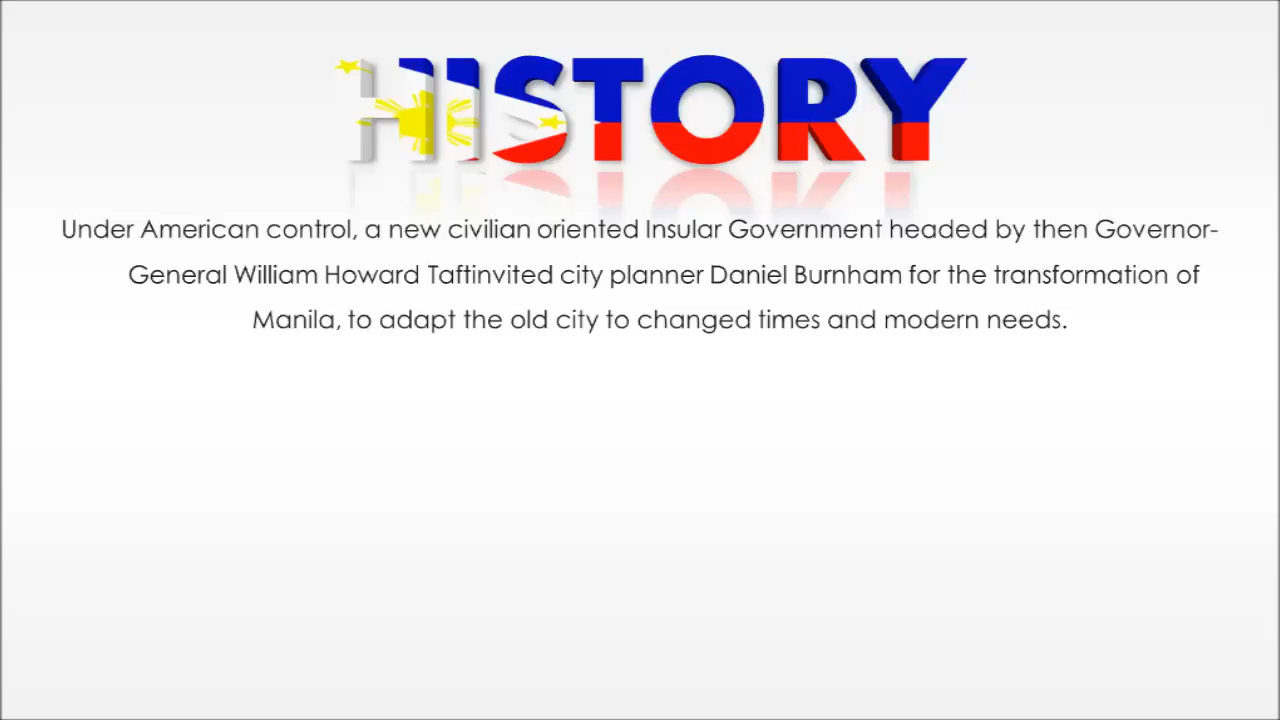 HISTORY
Under American control, a new civilian oriented Insular Government headed by then Governor-
General William Howard Taftinvited city planner Daniel Burnham for the transformation of
Manila, to adapt the old city to changed times and modern needs.